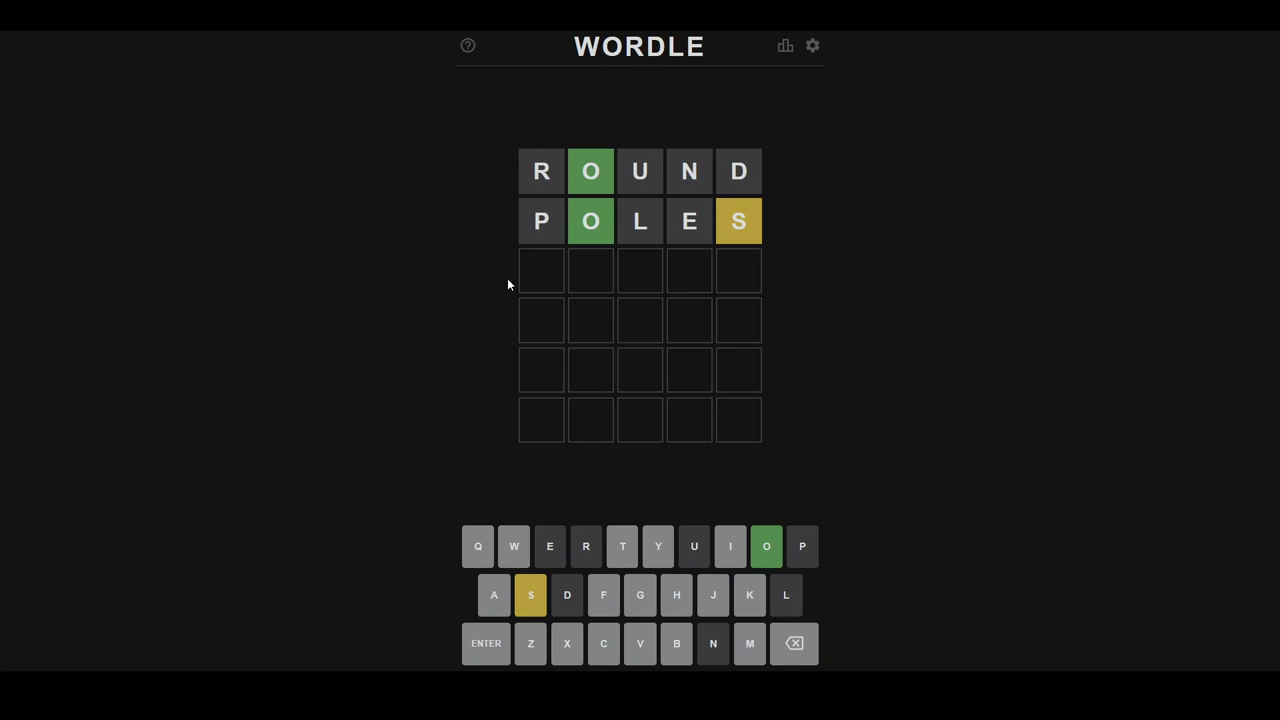 WORDLE
R O U N D
P O L E S
Q W E R T Y U I O P
A S D F G H J K L
ENTER Z X C V B N M